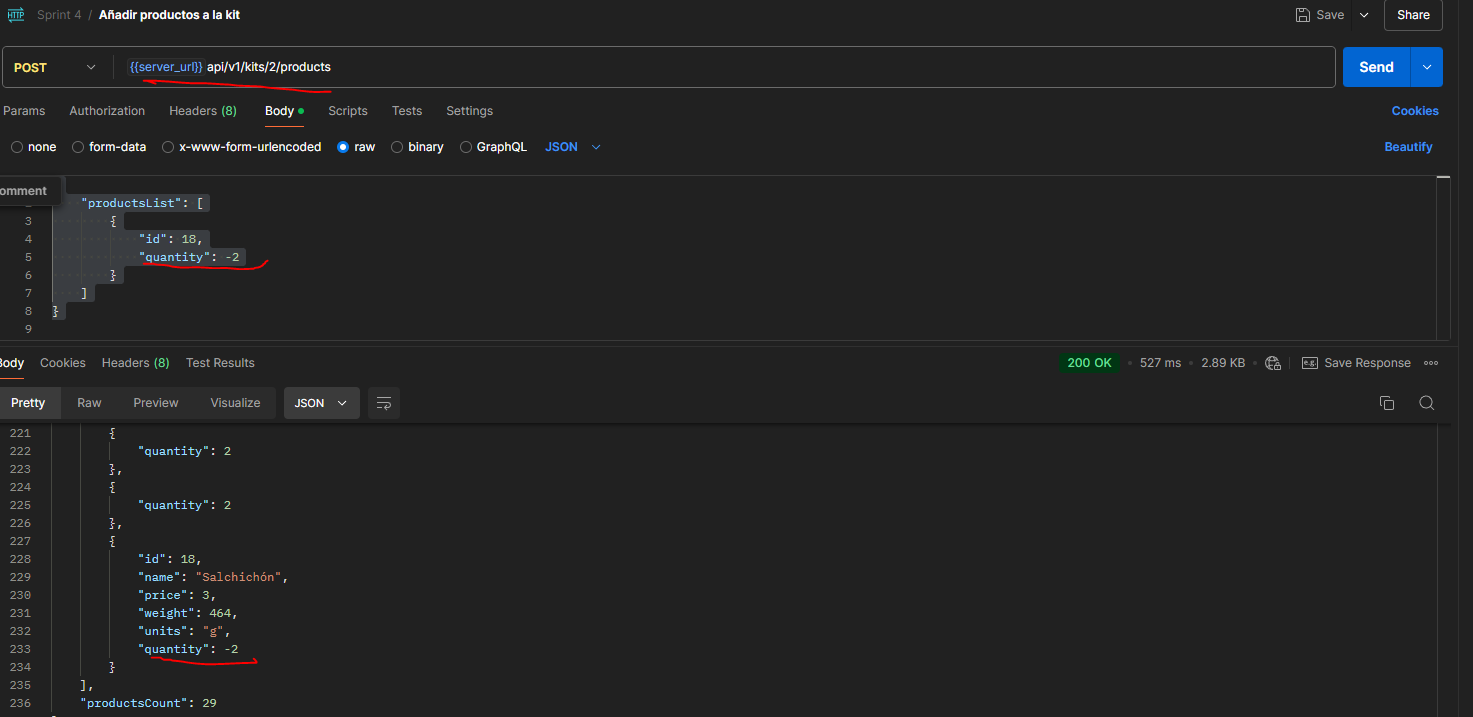 HTTP Sprint 4 / Añadir productos a la kit Save Share
POST {{server_url}} api/v1/kits/2/products Send
Params Authorization Headers (8) Body Scripts Tests Settings Cookies
none form-data x-www-form-urlencoded raw binary GraphQL JSON Beautify
omment
2 "productsList": [
3 {
4 "id": 18,
5 "quantity": -2
6 }
7 ]
8 }
9
Body Cookies Headers (8) Test Results 200 OK 527 ms 2.89 KB e.g. Save Response
Pretty Raw Preview Visualize JSON
221 {
222 "quantity": 2
223 },
224 {
225 "quantity": 2
226 },
227 {
228 "id": 18,
229 "name": "Salchichón",
230 "price": 3,
231 "weight": 464,
232 "units": "g",
233 "quantity": -2
234 }
235 ],
236 "productsCount": 29